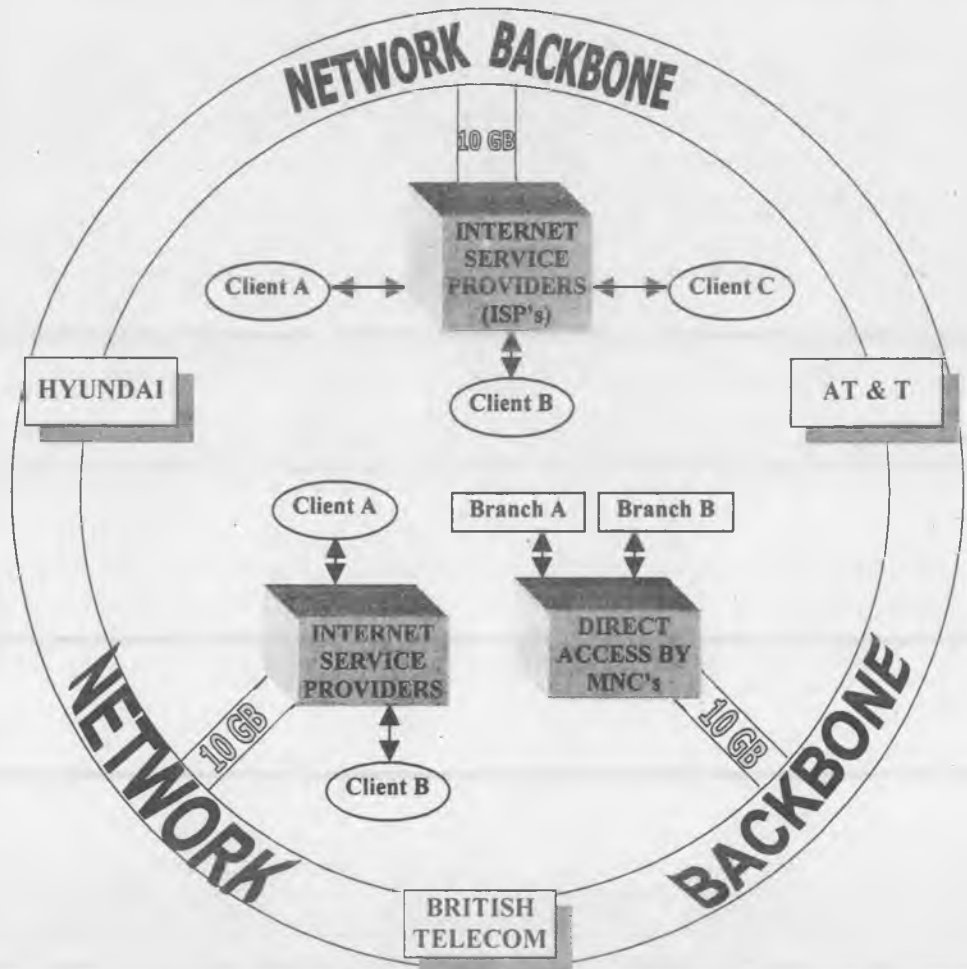 NETWORK BACKBONE
10 GB
INTERNET
SERVICE
PROVIDERS
(ISP's)
Client A
Client C
Client B
HYUNDAI
AT & T
Client A
Branch A
Branch B
INTERNET
SERVICE
PROVIDERS
DIRECT
ACCESS BY
MNC's
10 GB
10 GB
Client B
NETWORK
BACKBONE
BRITISH
TELECOM